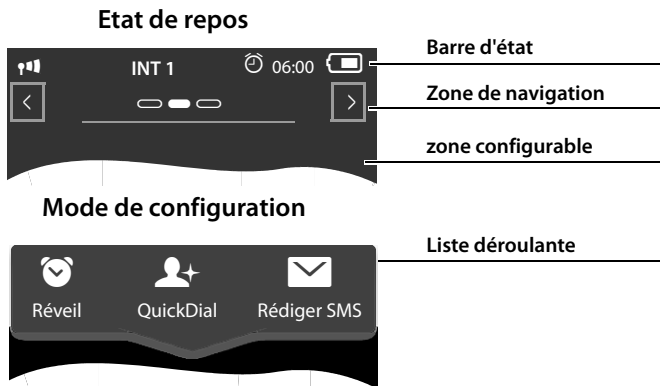 Etat de repos
INT 1
06:00
Barre d'état
Zone de navigation
zone configurable
Mode de configuration
Liste déroulante
Réveil
QuickDial
Rédiger SMS